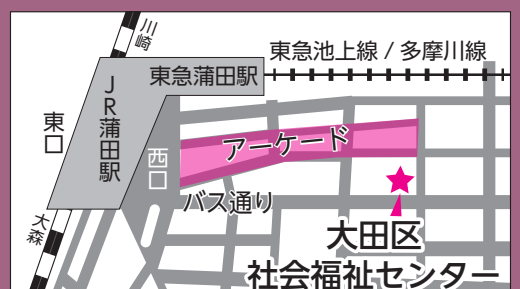 川崎
東急池上線 / 多摩川線
東急蒲田駅
JR蒲田駅
東口
西口
アーケード
バス通り
大森
大田区
社会福祉センター